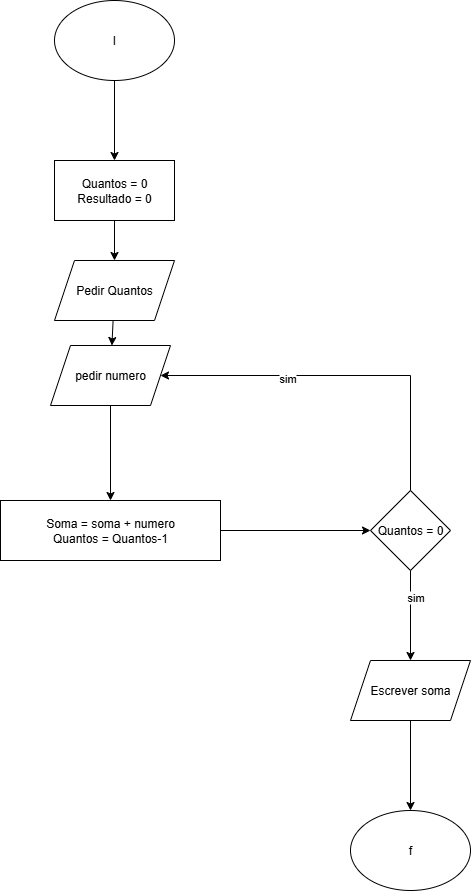 I
Quantos = 0
Resultado = 0
Pedir Quantos
pedir numero
sim
Soma = soma + numero
Quantos = Quantos-1
Quantos = 0
sim
Escrever soma
f